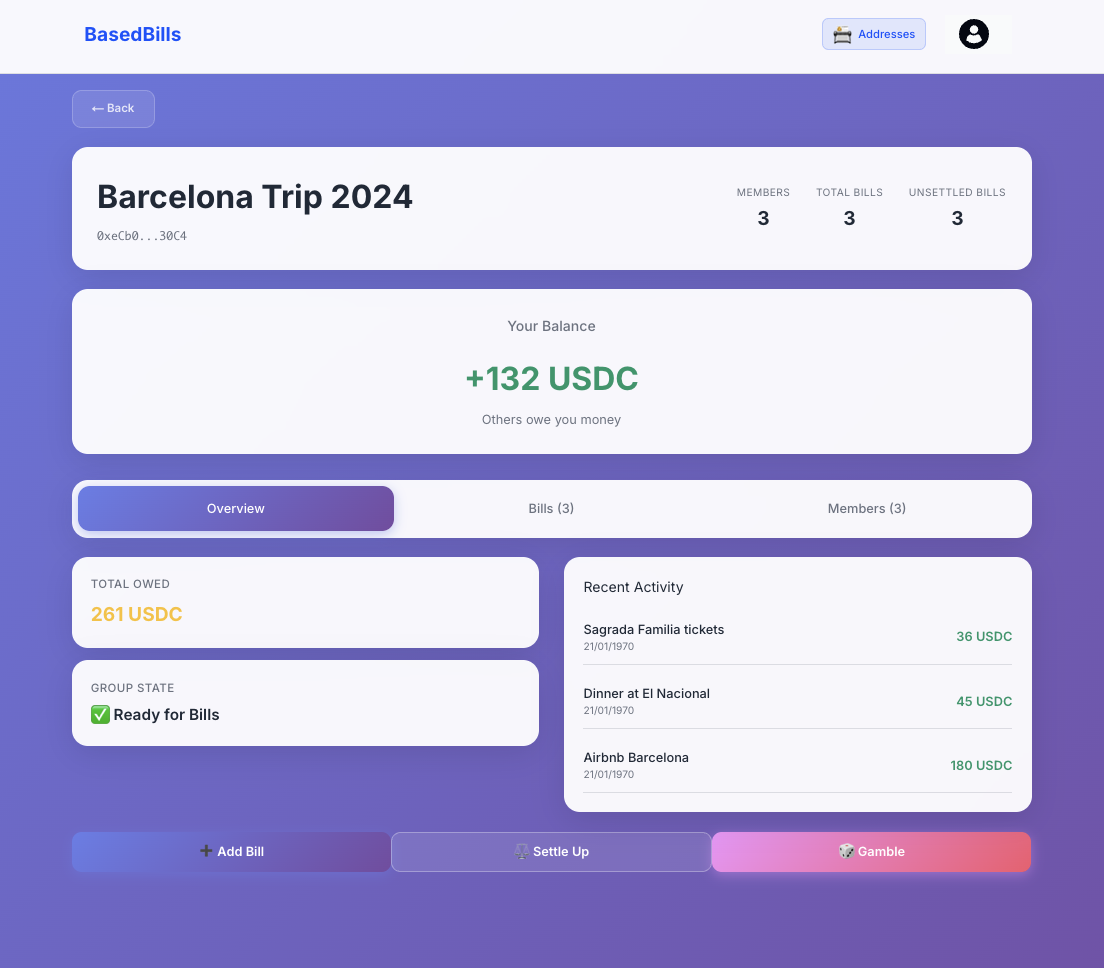 BasedBills
Addresses
← Back
Barcelona Trip 2024
0xeCb0...30C4
MEMBERS
3
TOTAL BILLS
3
UNSETTLED BILLS
3
Your Balance
+132 USDC
Others owe you money
Overview
Bills (3)
Members (3)
TOTAL OWED
261 USDC
GROUP STATE
✅ Ready for Bills
Recent Activity
Sagrada Familia tickets
36 USDC
21/01/1970
Dinner at El Nacional
45 USDC
21/01/1970
Airbnb Barcelona
180 USDC
21/01/1970
➕ Add Bill
Settle Up
🎲 Gamble